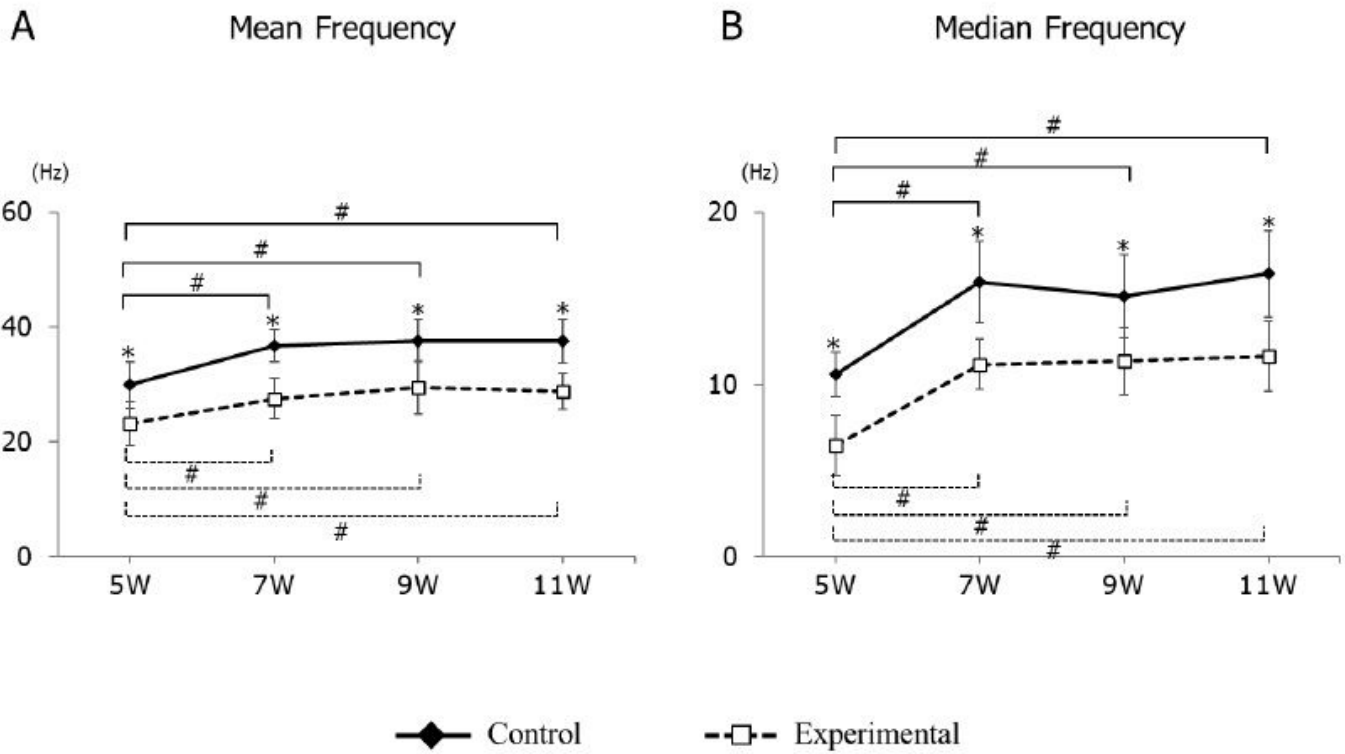 A Mean Frequency
(Hz)
60
40
20
0
#
#
#
* * * *
#
#
#
5W 7W 9W 11W
B Median Frequency
(Hz)
20
10
0
#
#
#
* * * *
#
#
#
5W 7W 9W 11W
Control Experimental